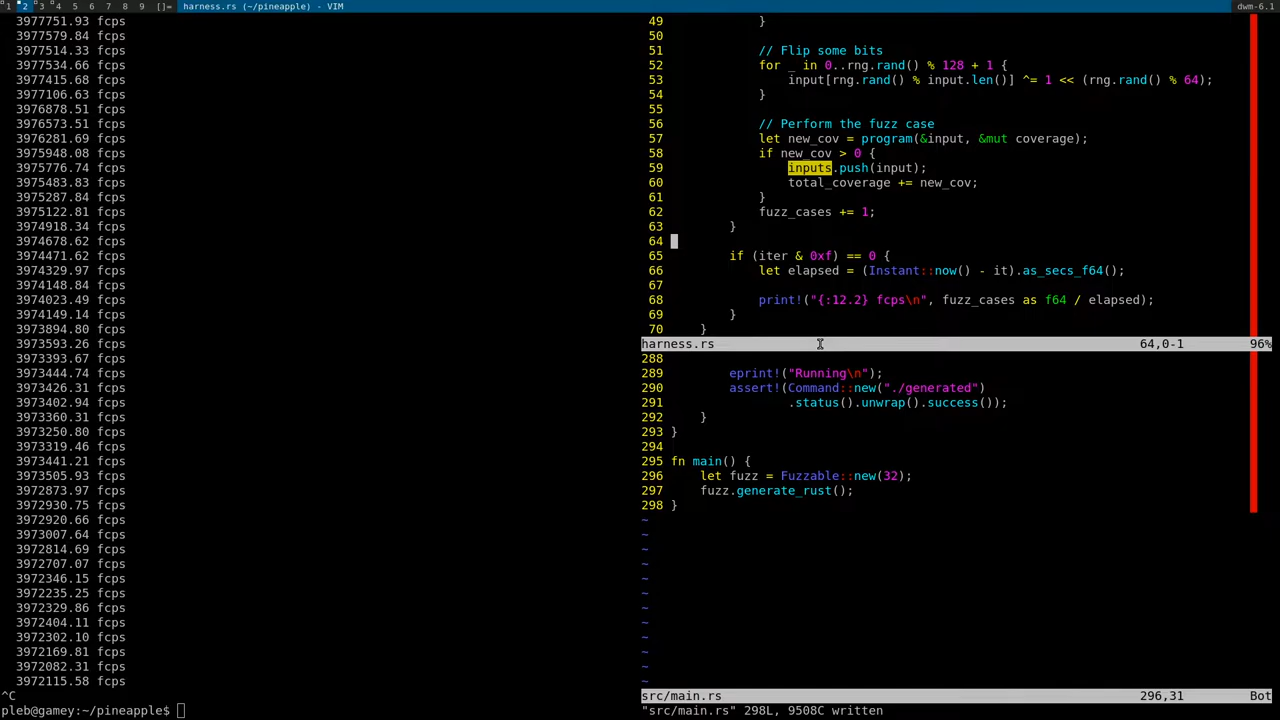 1 2 3 4 5 6 7 8 9 []= harness.rs (~/pineapple) - VIM dwm-6.1
3977751.93 fcps
3977579.84 fcps
3977514.33 fcps
3977534.66 fcps
3977415.68 fcps
3977106.63 fcps
3976878.51 fcps
3976573.51 fcps
3976281.69 fcps
3975948.08 fcps
3975776.74 fcps
3975483.83 fcps
3975287.84 fcps
3975122.81 fcps
3974918.34 fcps
3974678.62 fcps
3974471.62 fcps
3974329.97 fcps
3974148.84 fcps
3974023.49 fcps
3974149.14 fcps
3973894.80 fcps
3973593.26 fcps
3973393.67 fcps
3973444.74 fcps
3973426.31 fcps
3973402.94 fcps
3973360.31 fcps
3973250.80 fcps
3973319.46 fcps
3973441.21 fcps
3973505.93 fcps
3972873.97 fcps
3972930.75 fcps
3972920.66 fcps
3973007.64 fcps
3972814.69 fcps
3972707.07 fcps
3972346.15 fcps
3972235.25 fcps
3972329.86 fcps
3972404.11 fcps
3972302.10 fcps
3972169.81 fcps
3972082.31 fcps
3972115.58 fcps
^C
pleb@gamey:~/pineapple$
49 }
50
51 // Flip some bits
52 for _ in 0..rng.rand() % 128 + 1 {
53 input[rng.rand() % input.len()] ^= 1 << (rng.rand() % 64);
54 }
55
56 // Perform the fuzz case
57 let new_cov = program(&input, &mut coverage);
58 if new_cov > 0 {
59 inputs.push(input);
60 total_coverage += new_cov;
61 }
62 fuzz_cases += 1;
63 }
64
65 if (iter & 0xf) == 0 {
66 let elapsed = (Instant::now() - it).as_secs_f64();
67
68 print!("{:12.2} fcps\n", fuzz_cases as f64 / elapsed);
69 }
70 }
harness.rs 64,0-1 96%
288
289 eprint!("Running\n");
290 assert!(Command::new("./generated")
291 .status().unwrap().success());
292 }
293 }
294
295 fn main() {
296 let fuzz = Fuzzable::new(32);
297 fuzz.generate_rust();
298 }
~
~
~
~
~
~
~
~
~
~
~
~
src/main.rs 296,31 Bot
"src/main.rs" 298L, 9508C written